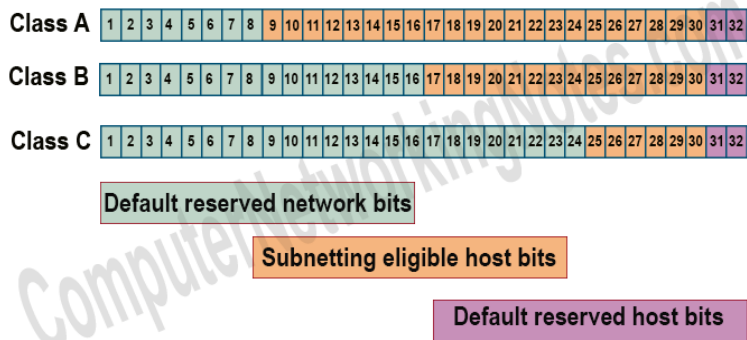 Class A 1 2 3 4 5 6 7 8 9 10 11 12 13 14 15 16 17 18 19 20 21 22 23 24 25 26 27 28 29 30 31 32
Class B 1 2 3 4 5 6 7 8 9 10 11 12 13 14 15 16 17 18 19 20 21 22 23 24 25 26 27 28 29 30 31 32
Class C 1 2 3 4 5 6 7 8 9 10 11 12 13 14 15 16 17 18 19 20 21 22 23 24 25 26 27 28 29 30 31 32
Default reserved network bits
Subnetting eligible host bits
Default reserved host bits
ComputerNetworkingNotes.com